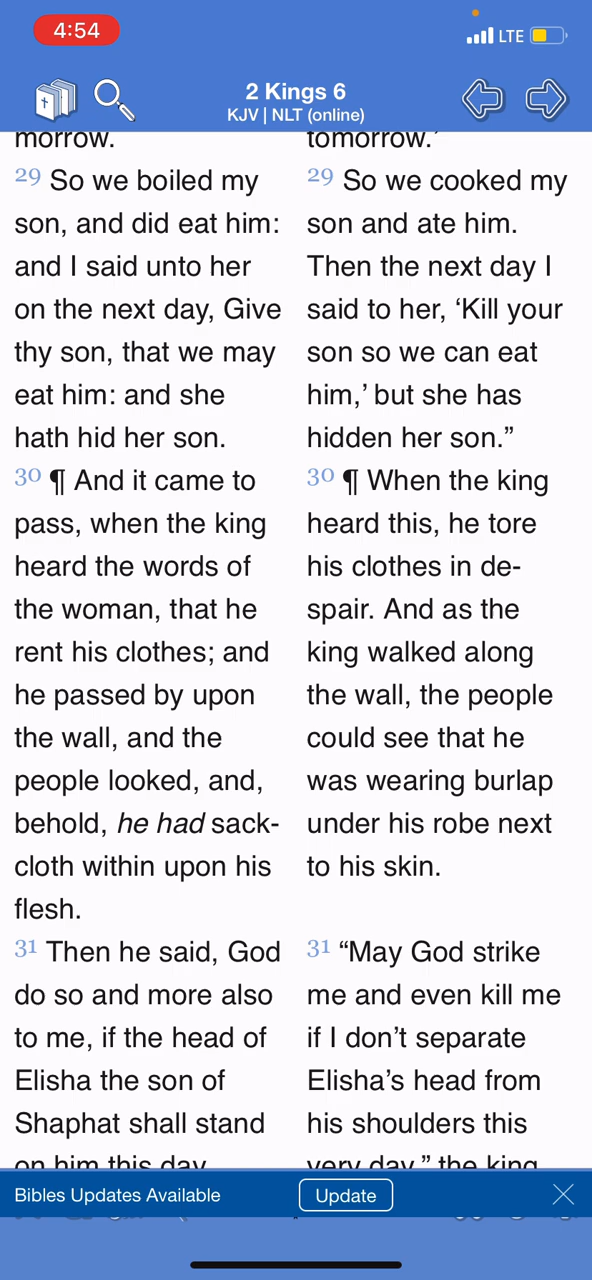 4:54
LTE
2 Kings 6
KJV | NLT (online)
morrow.
29 So we boiled my
son, and did eat him:
and I said unto her
on the next day, Give
thy son, that we may
eat him: and she
hath hid her son.
30 ¶ And it came to
pass, when the king
heard the words of
the woman, that he
rent his clothes; and
he passed by upon
the wall, and the
people looked, and,
behold, he had sack-
cloth within upon his
flesh.
31 Then he said, God
do so and more also
to me, if the head of
Elisha the son of
Shaphat shall stand
on him this day.
tomorrow.’
29 So we cooked my
son and ate him.
Then the next day I
said to her, ‘Kill your
son so we can eat
him,’ but she has
hidden her son.”
30 ¶ When the king
heard this, he tore
his clothes in de-
spair. And as the
king walked along
the wall, the people
could see that he
was wearing burlap
under his robe next
to his skin.
31 “May God strike
me and even kill me
if I don’t separate
Elisha’s head from
his shoulders this
very day,” the king
Bibles Updates Available
Update